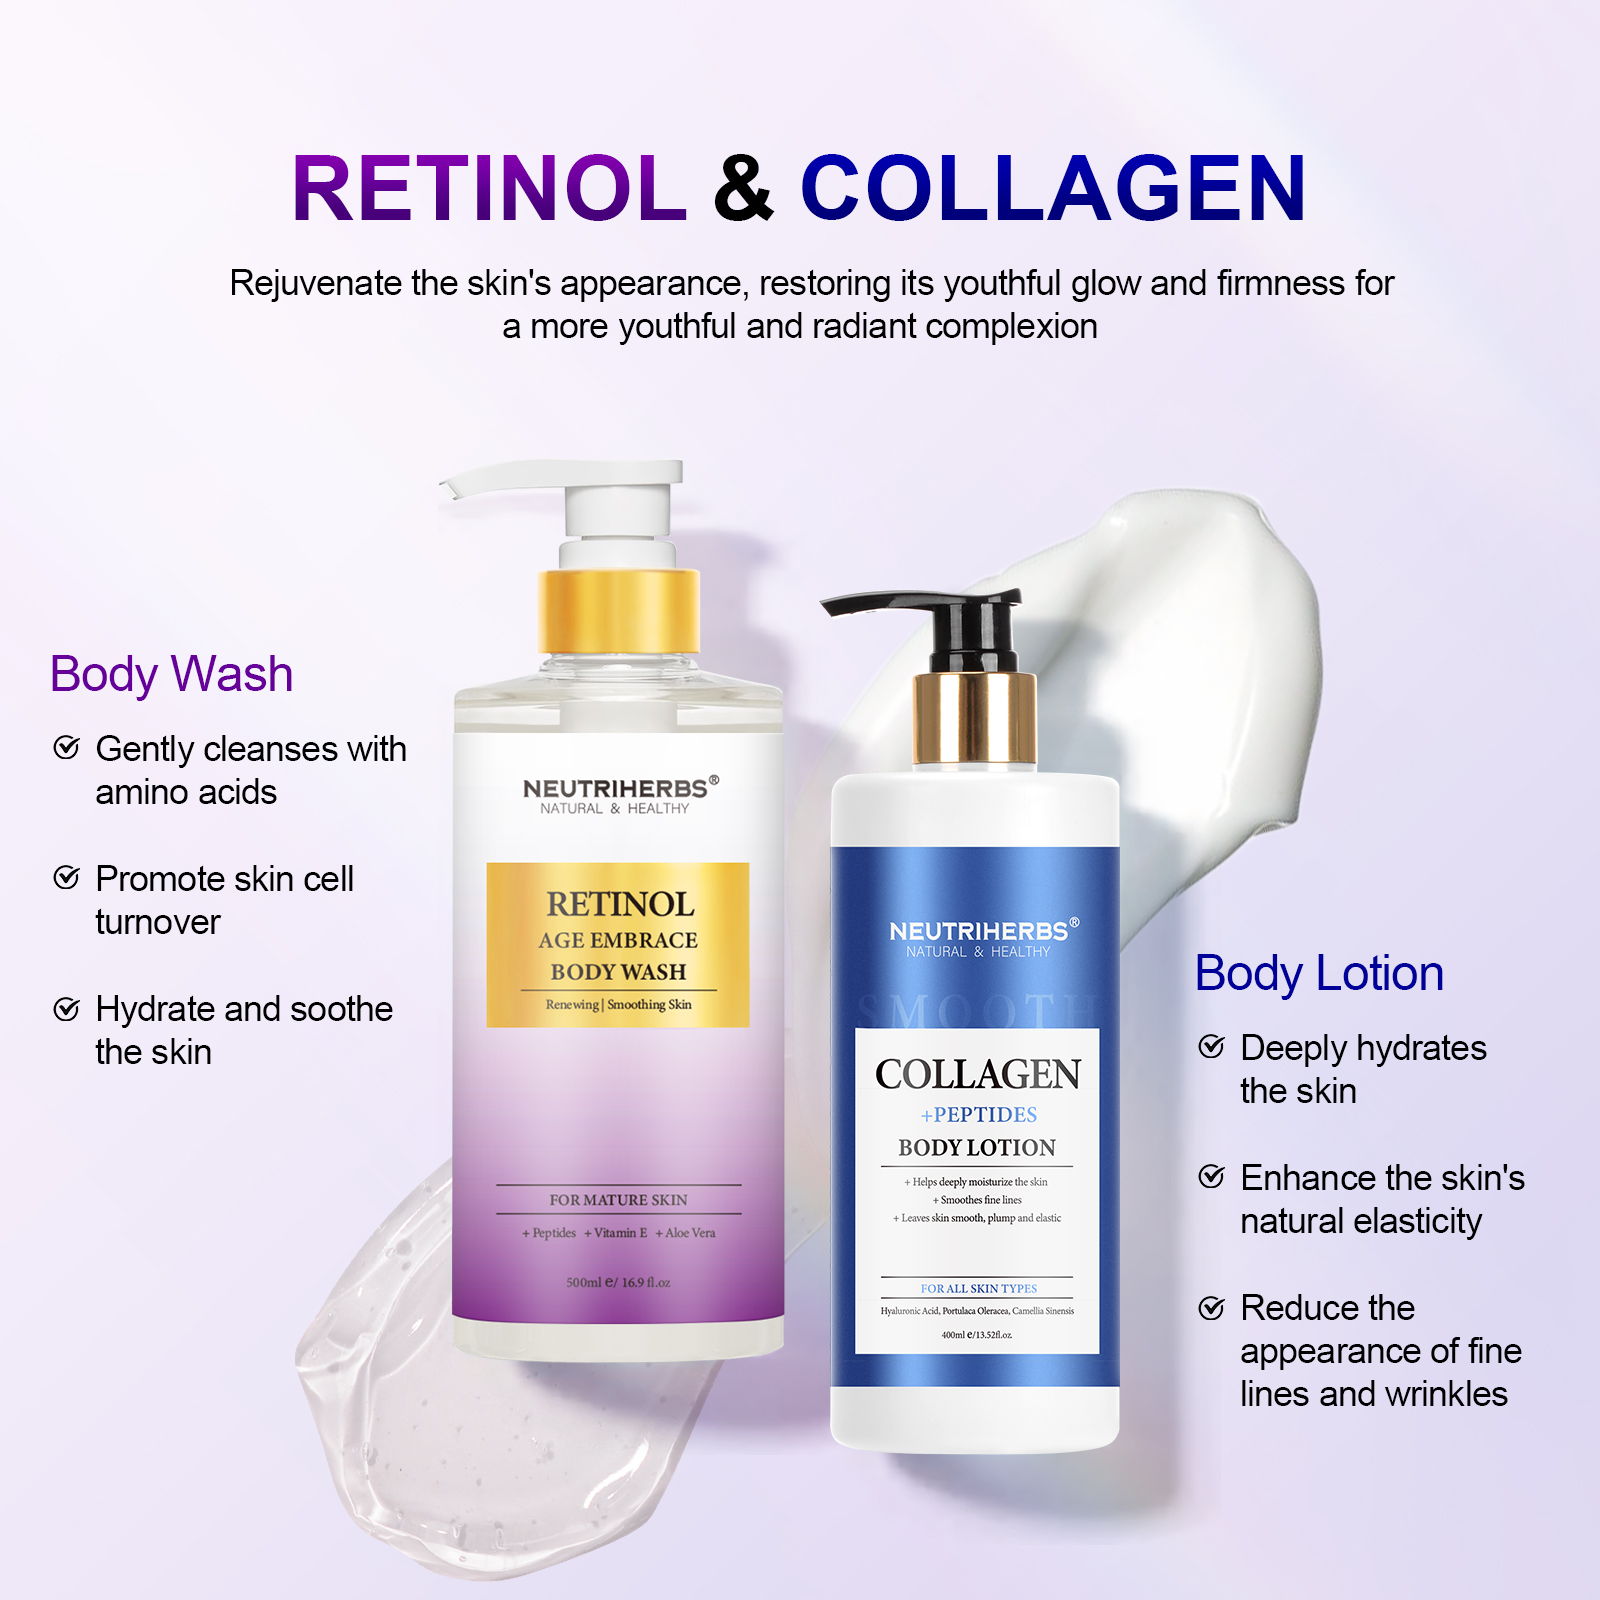 RETINOL & COLLAGEN
Rejuvenate the skin's appearance, restoring its youthful glow and firmness for
a more youthful and radiant complexion
Body Wash
Gently cleanses with
amino acids
Promote skin cell
turnover
Hydrate and soothe
the skin
NEUTRIHERBS®
NATURAL & HEALTHY
RETINOL
AGE EMBRACE
BODY WASH
Renewing| Smoothing Skin
FOR MATURE SKIN
+ Peptides + Vitamin E + Aloe Vera
500ml e/ 16.9 fl.oz
NEUTRIHERBS®
NATURAL & HEALTHY
SMOOTH
COLLAGEN
+PEPTIDES
BODY LOTION
+ Helps deeply moisturize the skin
+ Smoothes fine lines
+ Leaves skin smooth, plump and elastic
FOR ALL SKIN TYPES
Hyaluronic Acid, Portulaca Oleracea, Camellia Sinensis
400ml e/13.52fl.oz
Body Lotion
Deeply hydrates
the skin
Enhance the skin's
natural elasticity
Reduce the
appearance of fine
lines and wrinkles